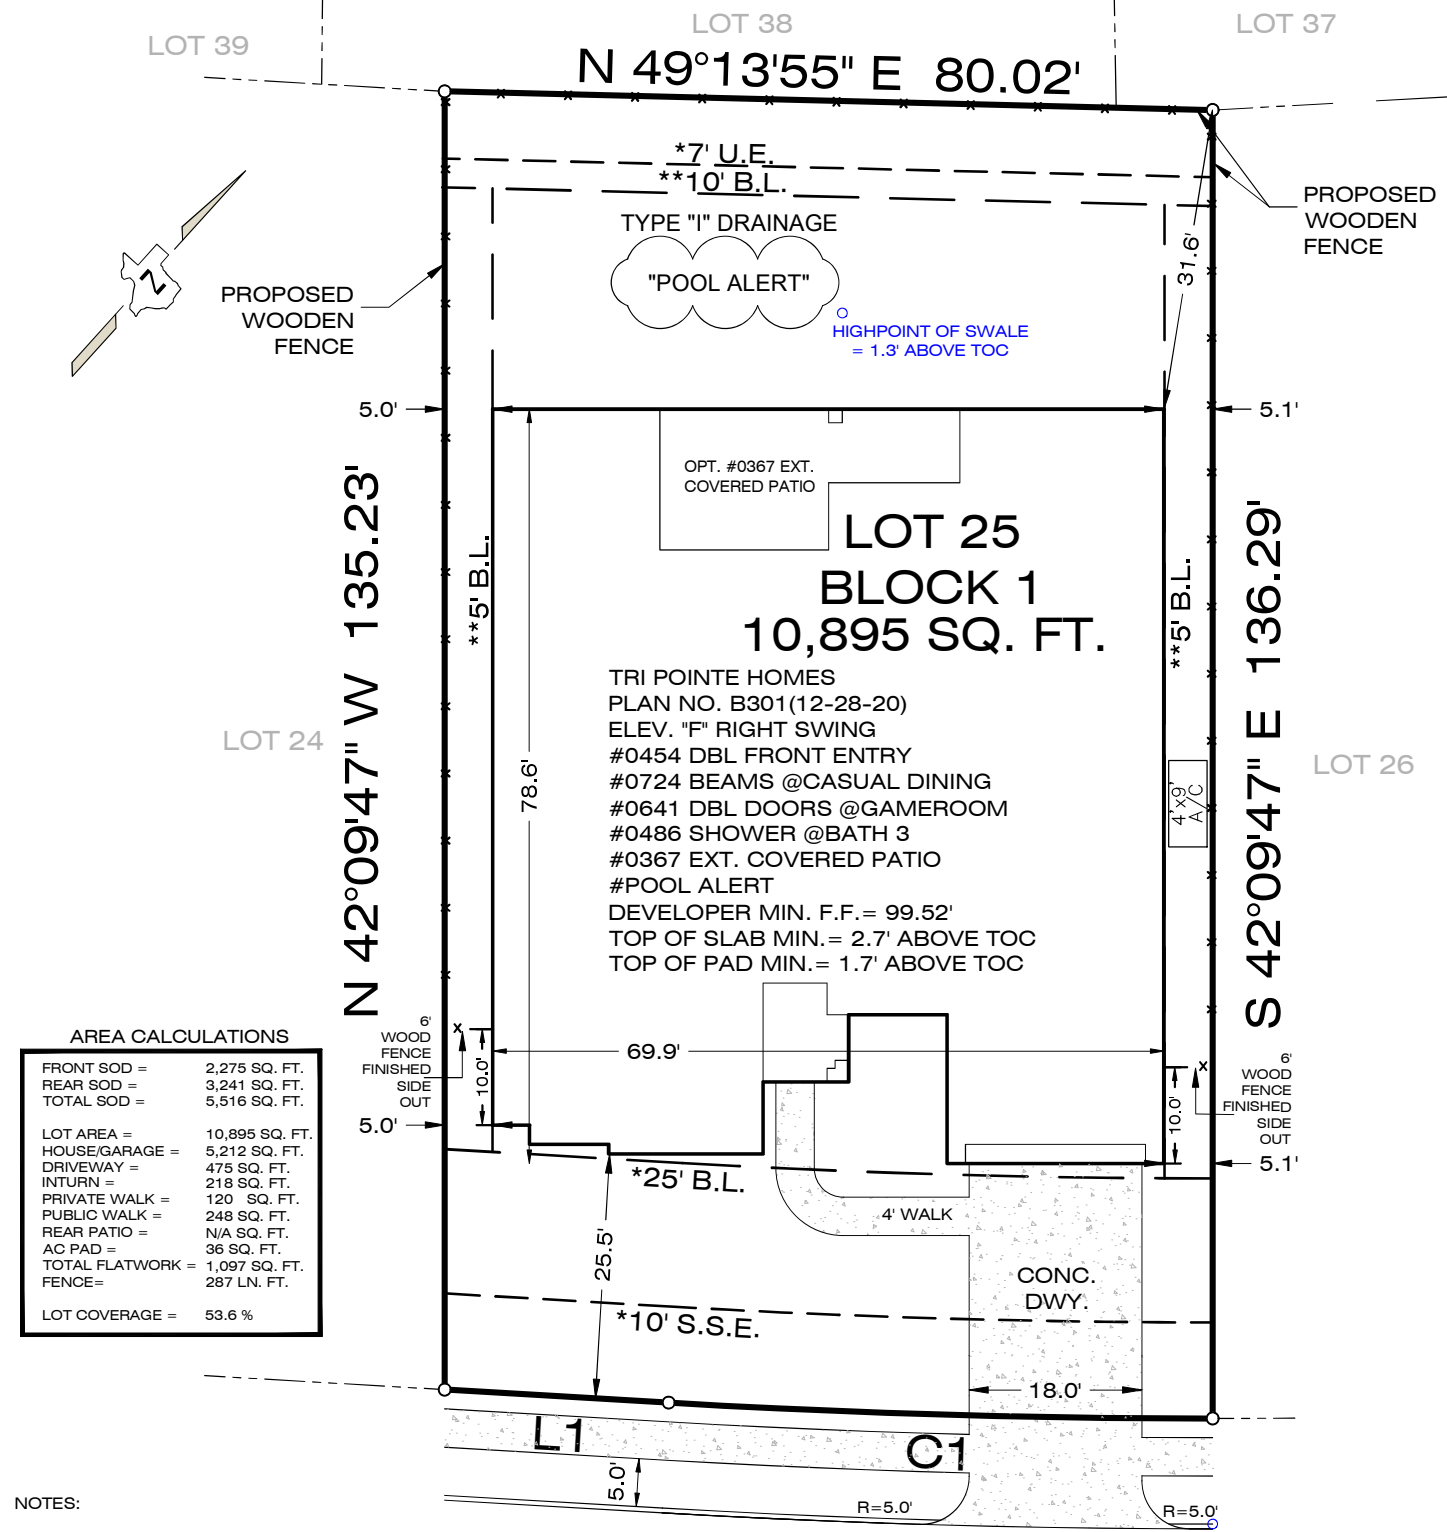 LOT 39
LOT 38
LOT 37
N 49°13'55" E 80.02'
*7' U.E.
**10' B.L.
TYPE "I" DRAINAGE
"POOL ALERT"
HIGHPOINT OF SWALE
= 1.3' ABOVE TOC
31.6'
PROPOSED
WOODEN
FENCE
Z
PROPOSED
WOODEN
FENCE
5.0'
5.1'
OPT. #0367 EXT.
COVERED PATIO
LOT 25
BLOCK 1
10,895 SQ. FT.
N 42°09'47" W 135.23'
**5' B.L.
**5' B.L.
S 42°09'47" E 136.29'
LOT 24
LOT 26
78.6'
TRI POINTE HOMES
PLAN NO. B301(12-28-20)
ELEV. "F" RIGHT SWING
#0454 DBL FRONT ENTRY
#0724 BEAMS @CASUAL DINING
#0641 DBL DOORS @GAMEROOM
#0486 SHOWER @BATH 3
#0367 EXT. COVERED PATIO
#POOL ALERT
DEVELOPER MIN. F.F.= 99.52'
TOP OF SLAB MIN.= 2.7' ABOVE TOC
TOP OF PAD MIN.= 1.7' ABOVE TOC
4'x9'
A/C
6'
WOOD
FENCE
FINISHED
SIDE
OUT
10.0'
69.9'
6'
WOOD
FENCE
FINISHED
SIDE
OUT
10.0'
5.0'
5.1'
AREA CALCULATIONS
FRONT SOD = 2,275 SQ. FT.
REAR SOD = 3,241 SQ. FT.
TOTAL SOD = 5,516 SQ. FT.
LOT AREA = 10,895 SQ. FT.
HOUSE/GARAGE = 5,212 SQ. FT.
DRIVEWAY = 475 SQ. FT.
INTURN = 218 SQ. FT.
PRIVATE WALK = 120 SQ. FT.
PUBLIC WALK = 248 SQ. FT.
REAR PATIO = N/A SQ. FT.
AC PAD = 36 SQ. FT.
TOTAL FLATWORK = 1,097 SQ. FT.
FENCE= 287 LN. FT.
LOT COVERAGE = 53.6 %
*25' B.L.
4' WALK
25.5'
CONC.
DWY.
*10' S.S.E.
18.0'
L1
C1
5.0'
R=5.0'
R=5.0'
NOTES: